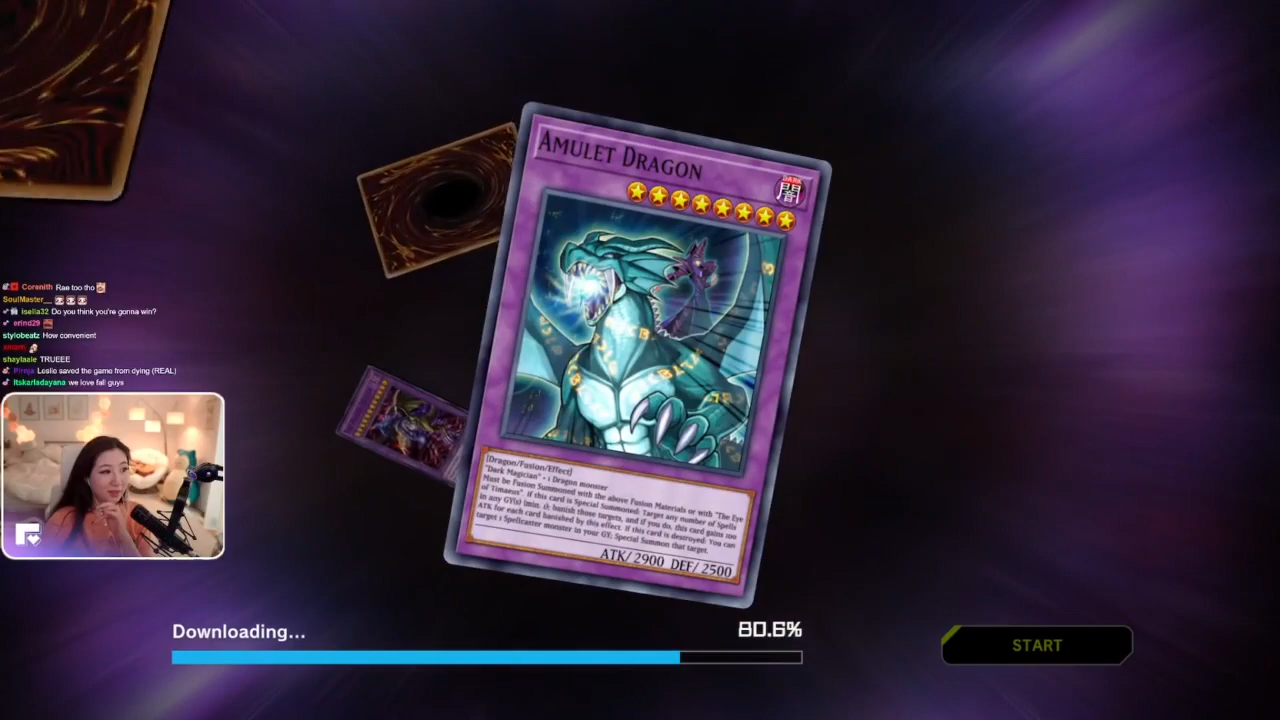 AMULET DRAGON
DARK
闇
[Dragon/Fusion/Effect]
"Dark Magician" + 1 Dragon monster
Must be Fusion Summoned with the above Fusion Materials or with "The Eye
of Timaeus". If this card is Special Summoned: Target any number of Spells
in any GY(s) (min. 1); banish those targets, and if you do, this card gains 100
ATK for each card banished by this effect. If this card is destroyed: You can
target 1 Spellcaster monster in your GY; Special Summon that target.
ATK/2900 DEF/2500
Corenith Rae too tho
SoulMaster__
isella32 Do you think you're gonna win?
erind29
stylobeatz How convenient
shaylaaie TRUEEE
Leslie saved the game from dying (REAL)
itskarladayana we love fall guys
Downloading... 80.6%
START